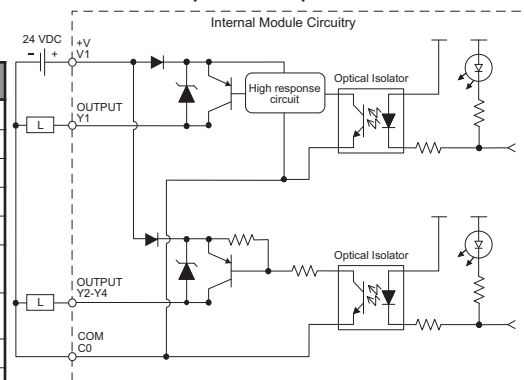 Internal Module Circuitry
24 VDC
- +
+V
V1
High response
circuit
Optical Isolator
OUTPUT
Y1
L
Optical Isolator
OUTPUT
Y2-Y4
L
COM
C0